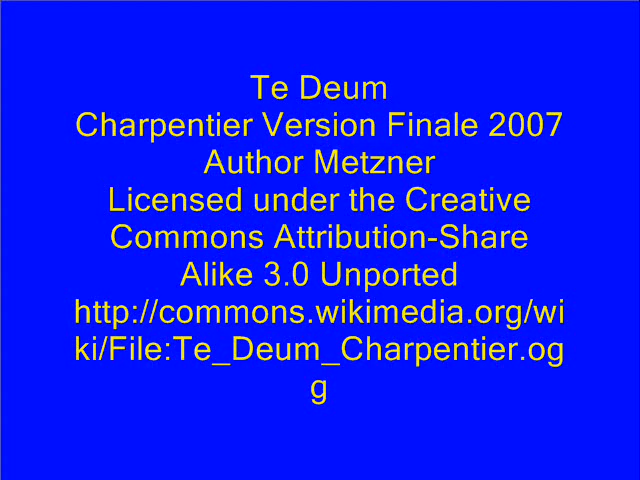 Te Deum
Charpentier Version Finale 2007
Author Metzner
Licensed under the Creative
Commons Attribution-Share
Alike 3.0 Unported
http://commons.wikimedia.org/wi
ki/File:Te_Deum_Charpentier.og
g